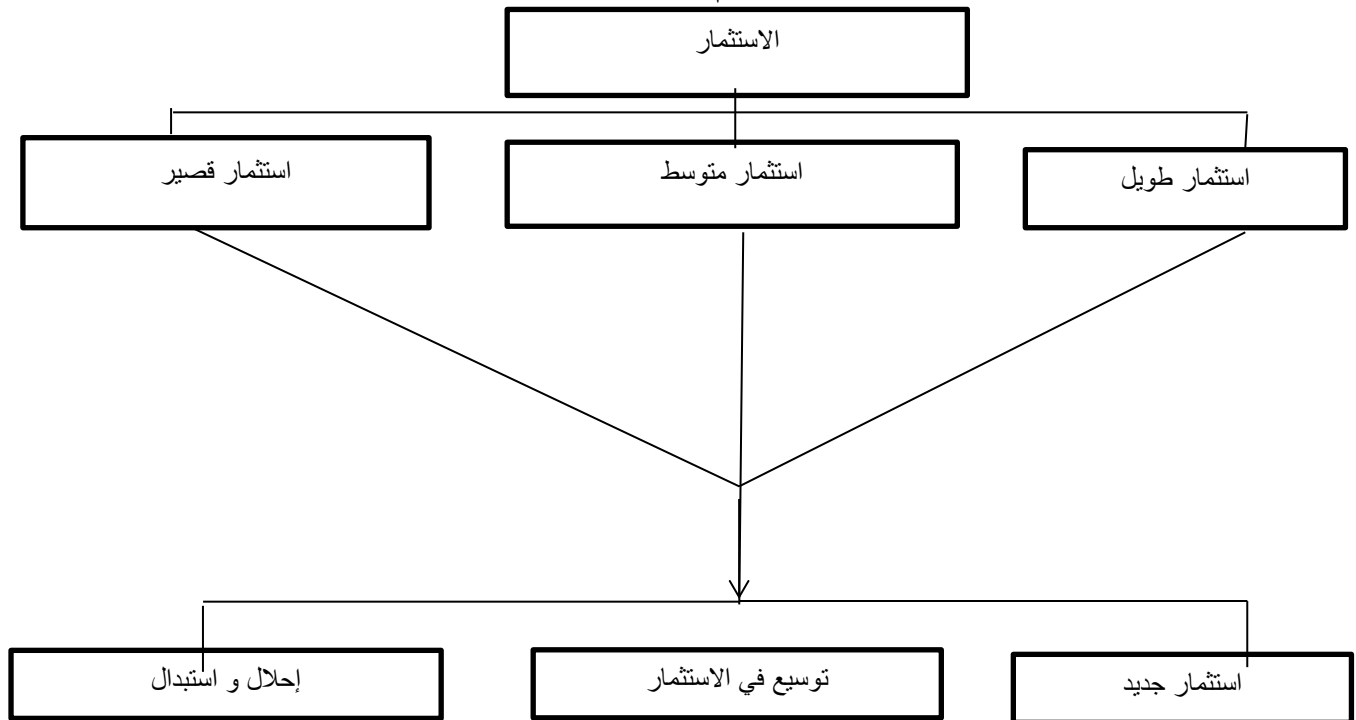 الاستثمار
استثمار طويل
استثمار متوسط
استثمار قصير
استثمار جديد
توسيع في الاستثمار
إحلال و استبدال